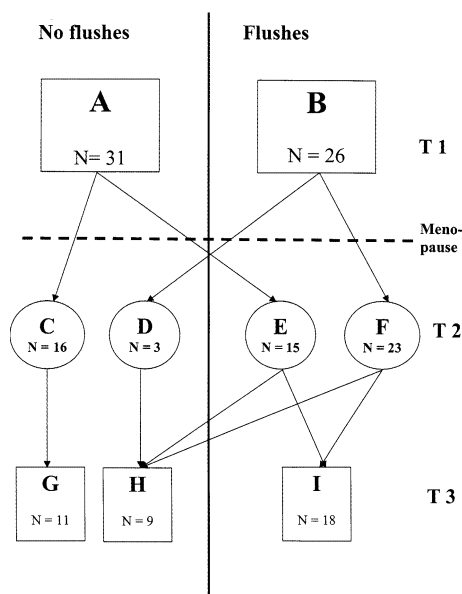 No flushes
Flushes
A
N= 31
B
N = 26
T 1
Meno-
pause
C
N = 16
D
N = 3
E
N = 15
F
N = 23
T 2
G
N = 11
H
N = 9
I
N = 18
T 3